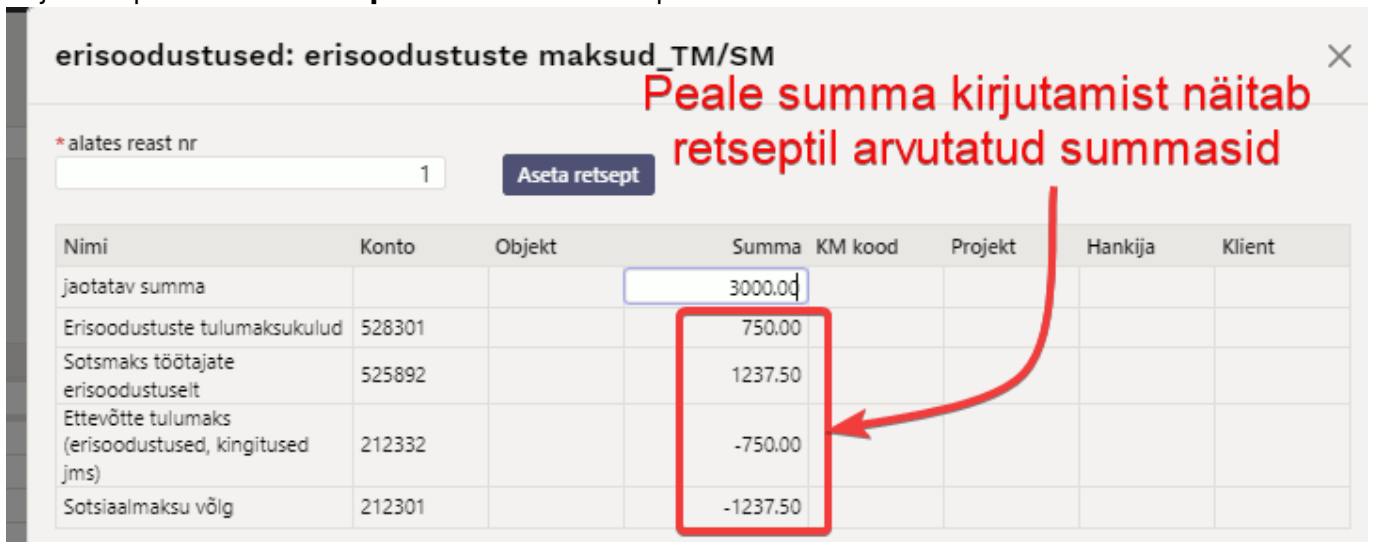 erisoodustused: erisoodustuste maksud_TM/SM
Peale summa kirjutamist näitab
retseptil arvutatud summasid
* alates reast nr
1 Aseta retsept
Nimi Konto Objekt Summa KM kood Projekt Hankija Klient
jaotatav summa 3000.00
Erisoodustuste tulumaksukulud 528301 750.00
Sotsmaks töötajate
erisoodustuselt 525892 1237.50
Ettevõtte tulumaks
(erisoodustused, kingitused 212332 -750.00
jms)
Sotsiaalmaksu võlg 212301 -1237.50